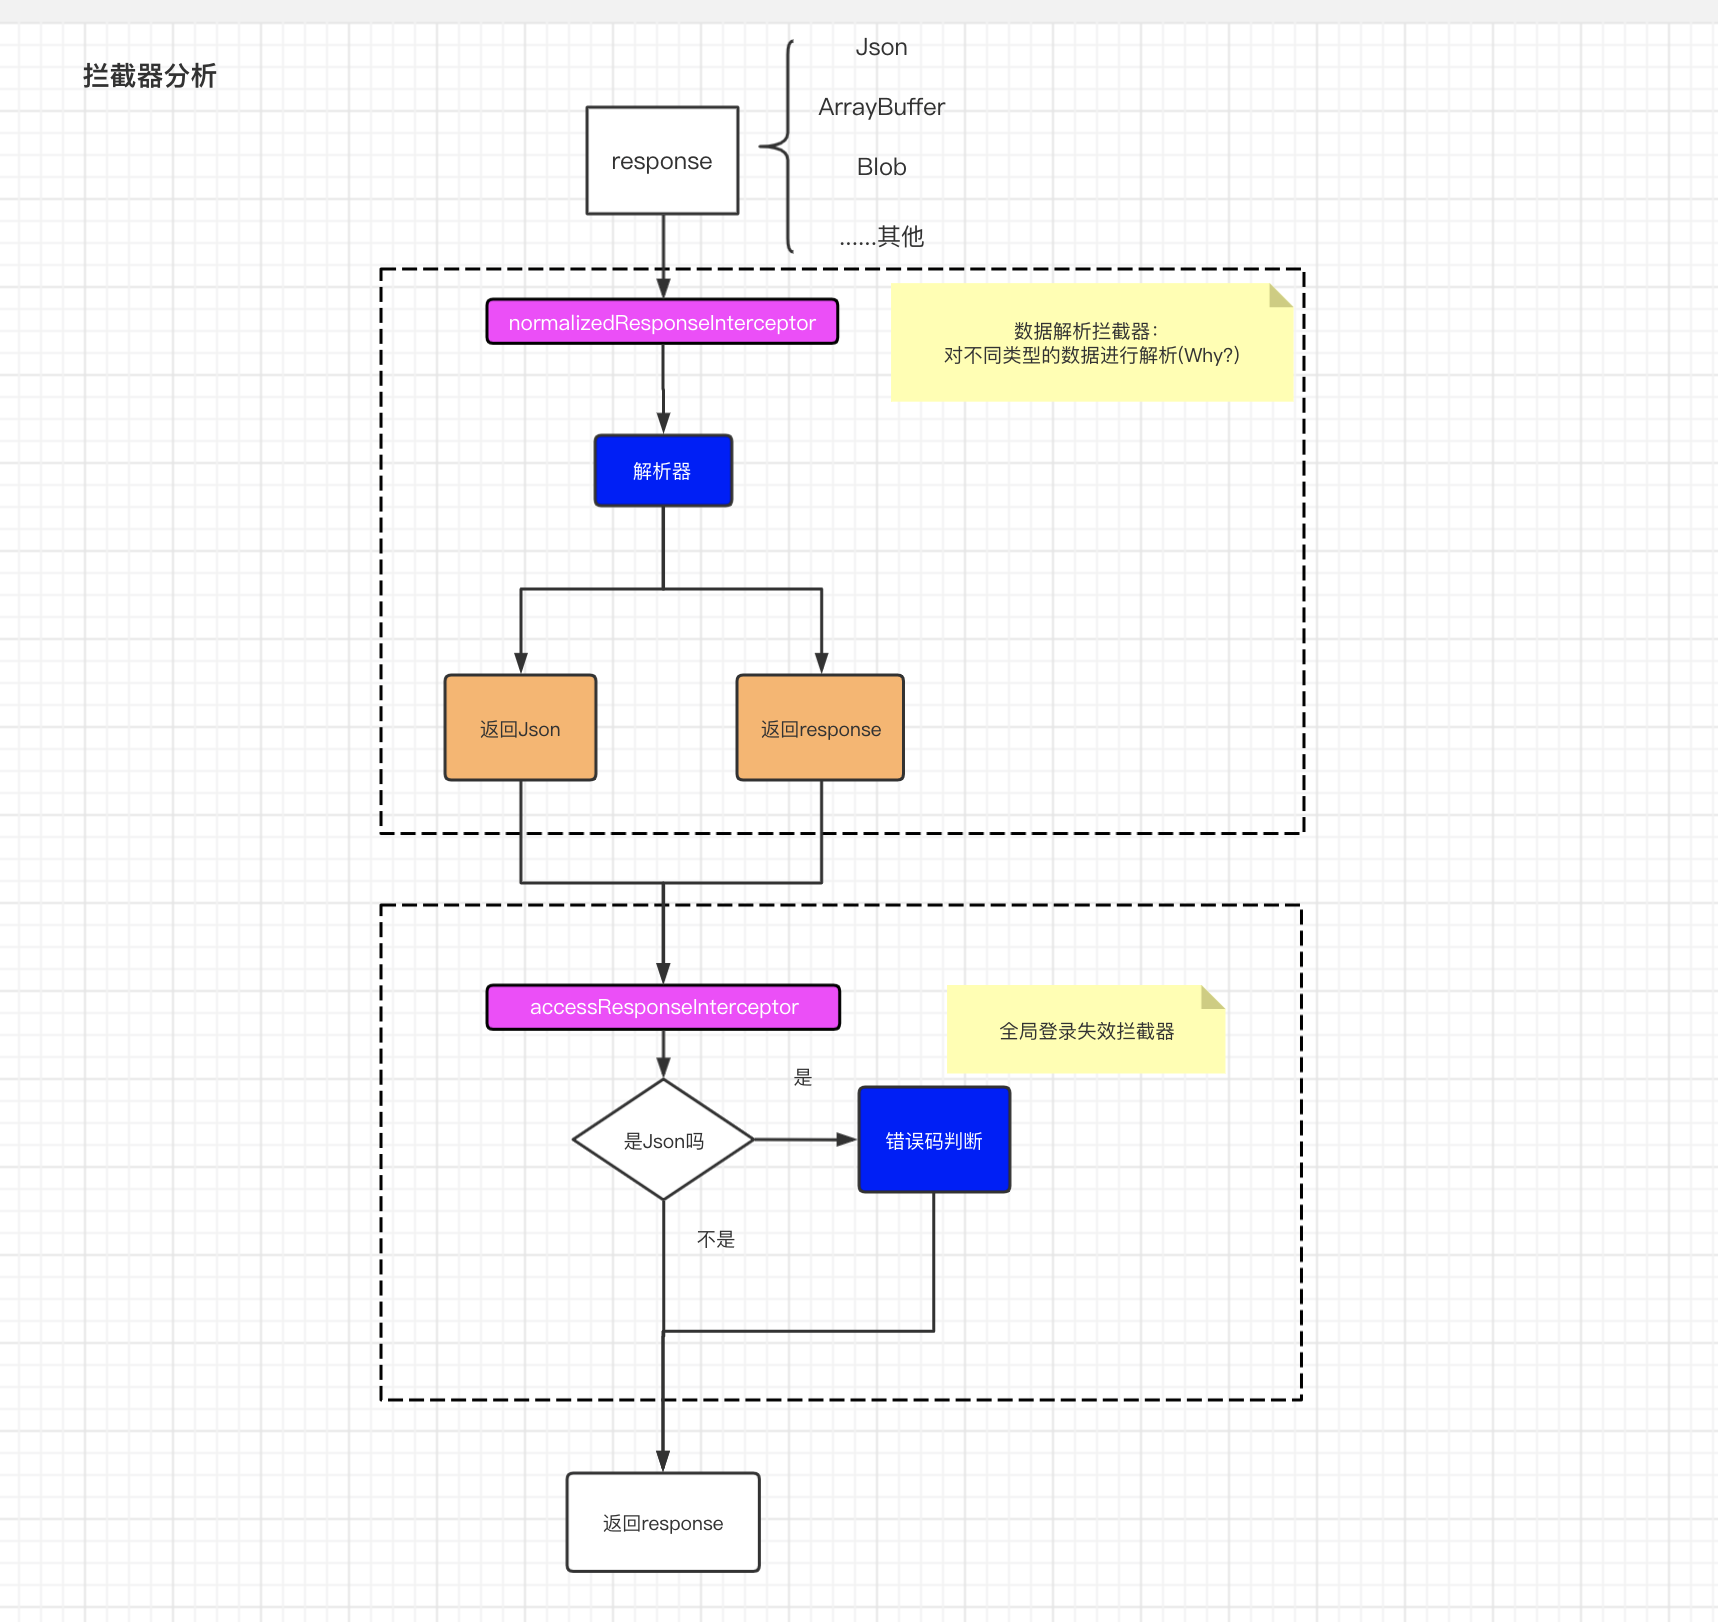 拦截器分析
Json
ArrayBuffer
response
Blob
......其他
normalizedResponseInterceptor
数据解析拦截器：
对不同类型的数据进行解析(Why?)
解析器
返回Json
返回response
accessResponseInterceptor
全局登录失效拦截器
是
是Json吗
错误码判断
不是
返回response